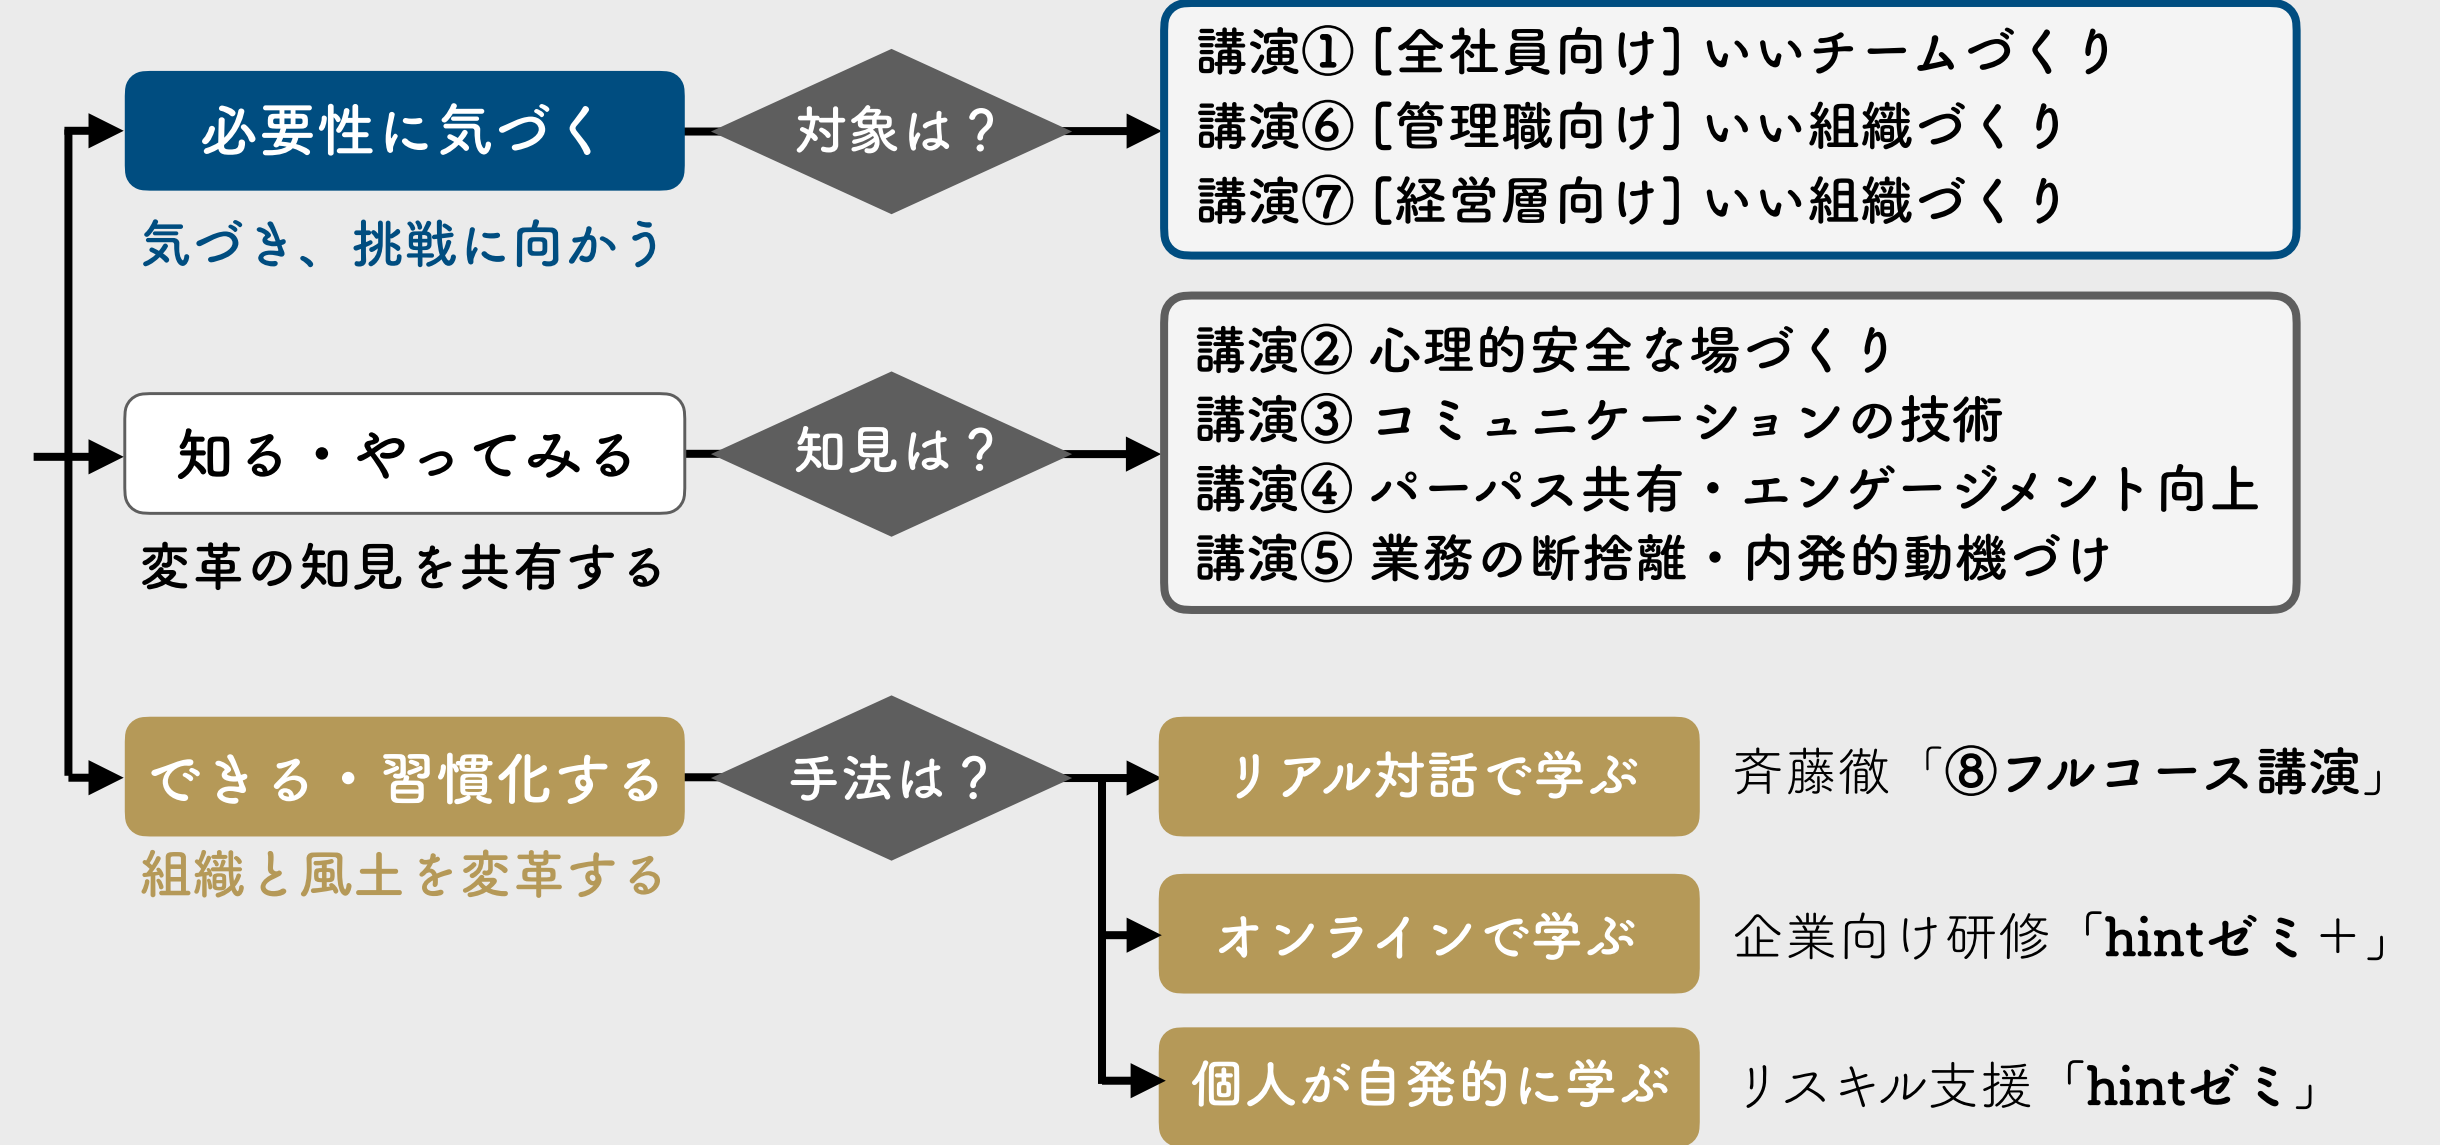 必要性に気づく
気づき、挑戦に向かう
対象は？
講演① [全社員向け] いいチームづくり
講演⑥ [管理職向け] いい組織づくり
講演⑦ [経営層向け] いい組織づくり
知る・やってみる
変革の知見を共有する
知見は？
講演② 心理的安全な場づくり
講演③ コミュニケーションの技術
講演④ パーパス共有・エンゲージメント向上
講演⑤ 業務の断捨離・内発的動機づけ
できる・習慣化する
組織と風土を変革する
手法は？
リアル対話で学ぶ
斉藤徹「⑧フルコース講演」
オンラインで学ぶ
企業向け研修「hintゼミ＋」
個人が自発的に学ぶ
リスキル支援「hintゼミ」